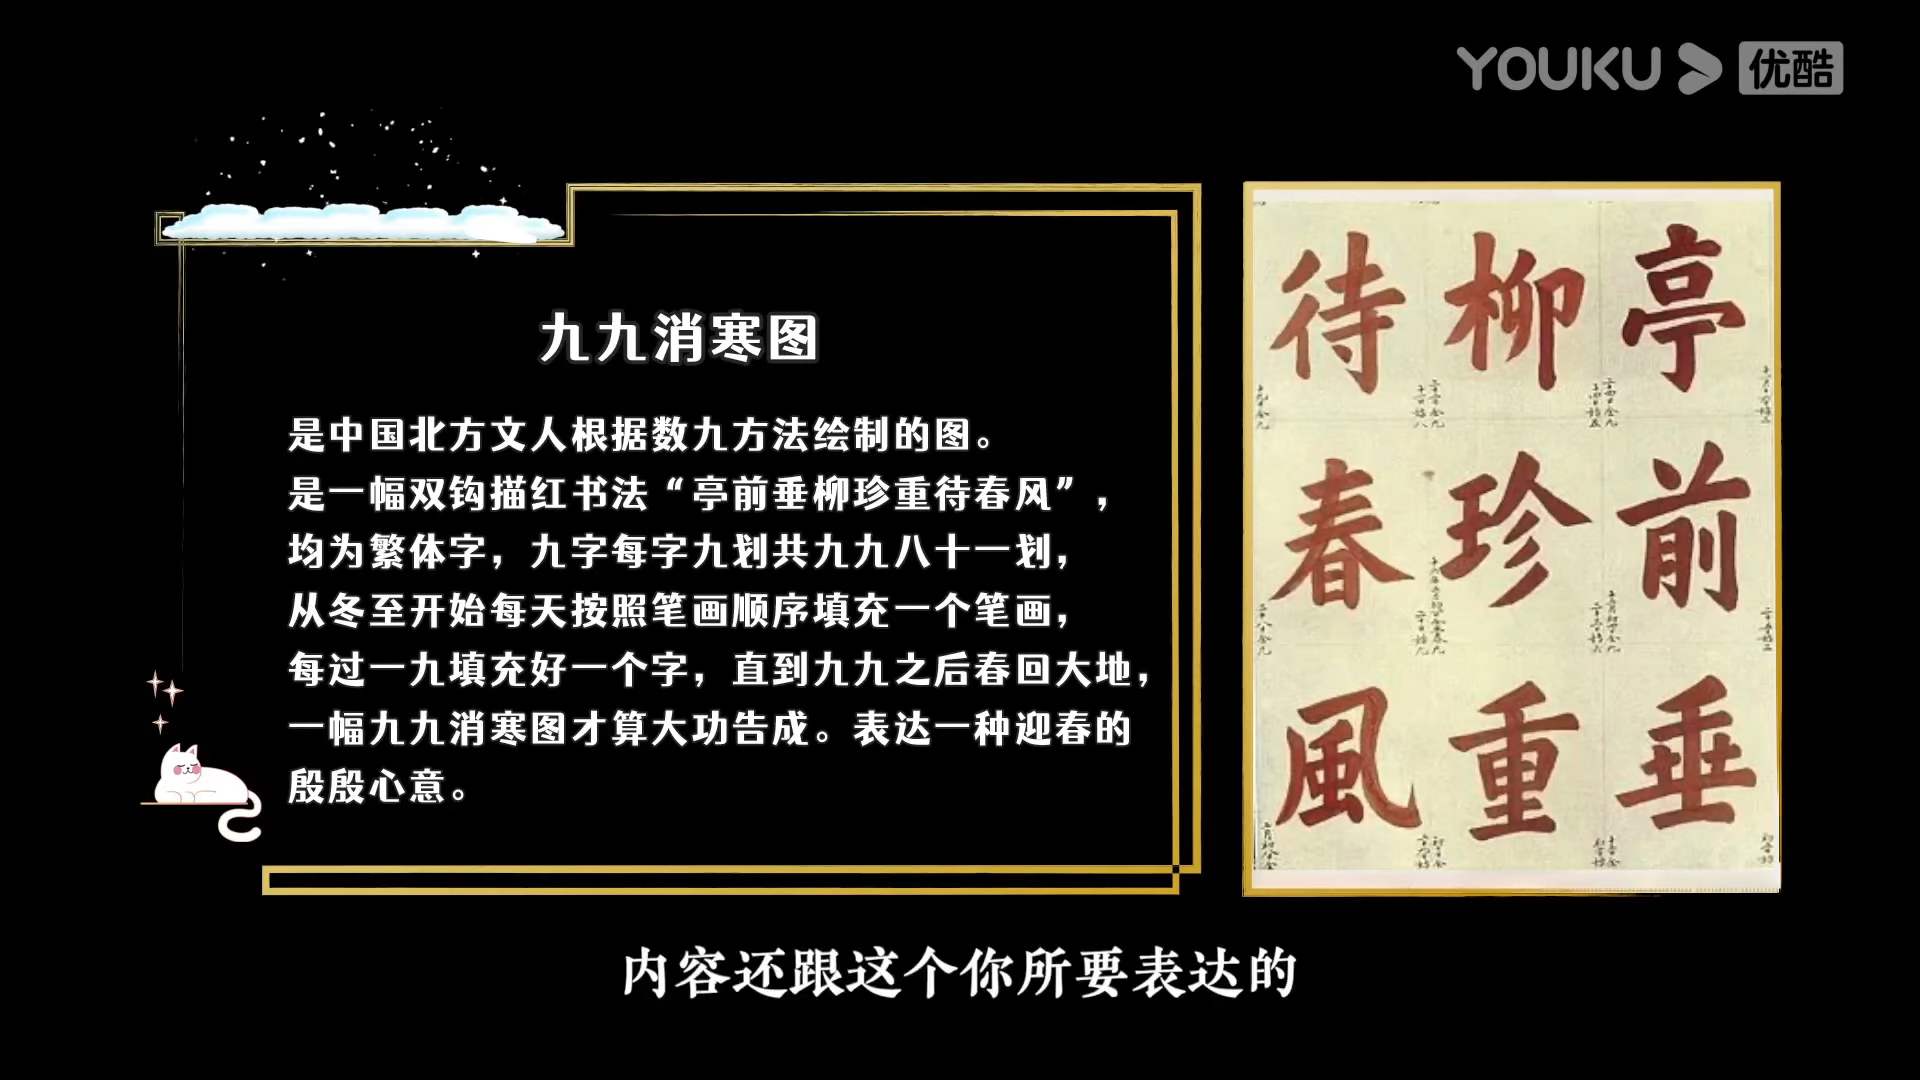 YOUKU 优酷
九九消寒图
是中国北方文人根据数九方法绘制的图。
是一幅双钩描红书法“亭前垂柳珍重待春风”，
均为繁体字，九字每字九划共九九八十一划，
从冬至开始每天按照笔画顺序填充一个笔画，
每过一九填充好一个字，直到九九之后春回大地，
一幅九九消寒图才算大功告成。表达一种迎春的
殷殷心意。
亭前垂
柳珍重
待春風
内容还跟这个你所要表达的